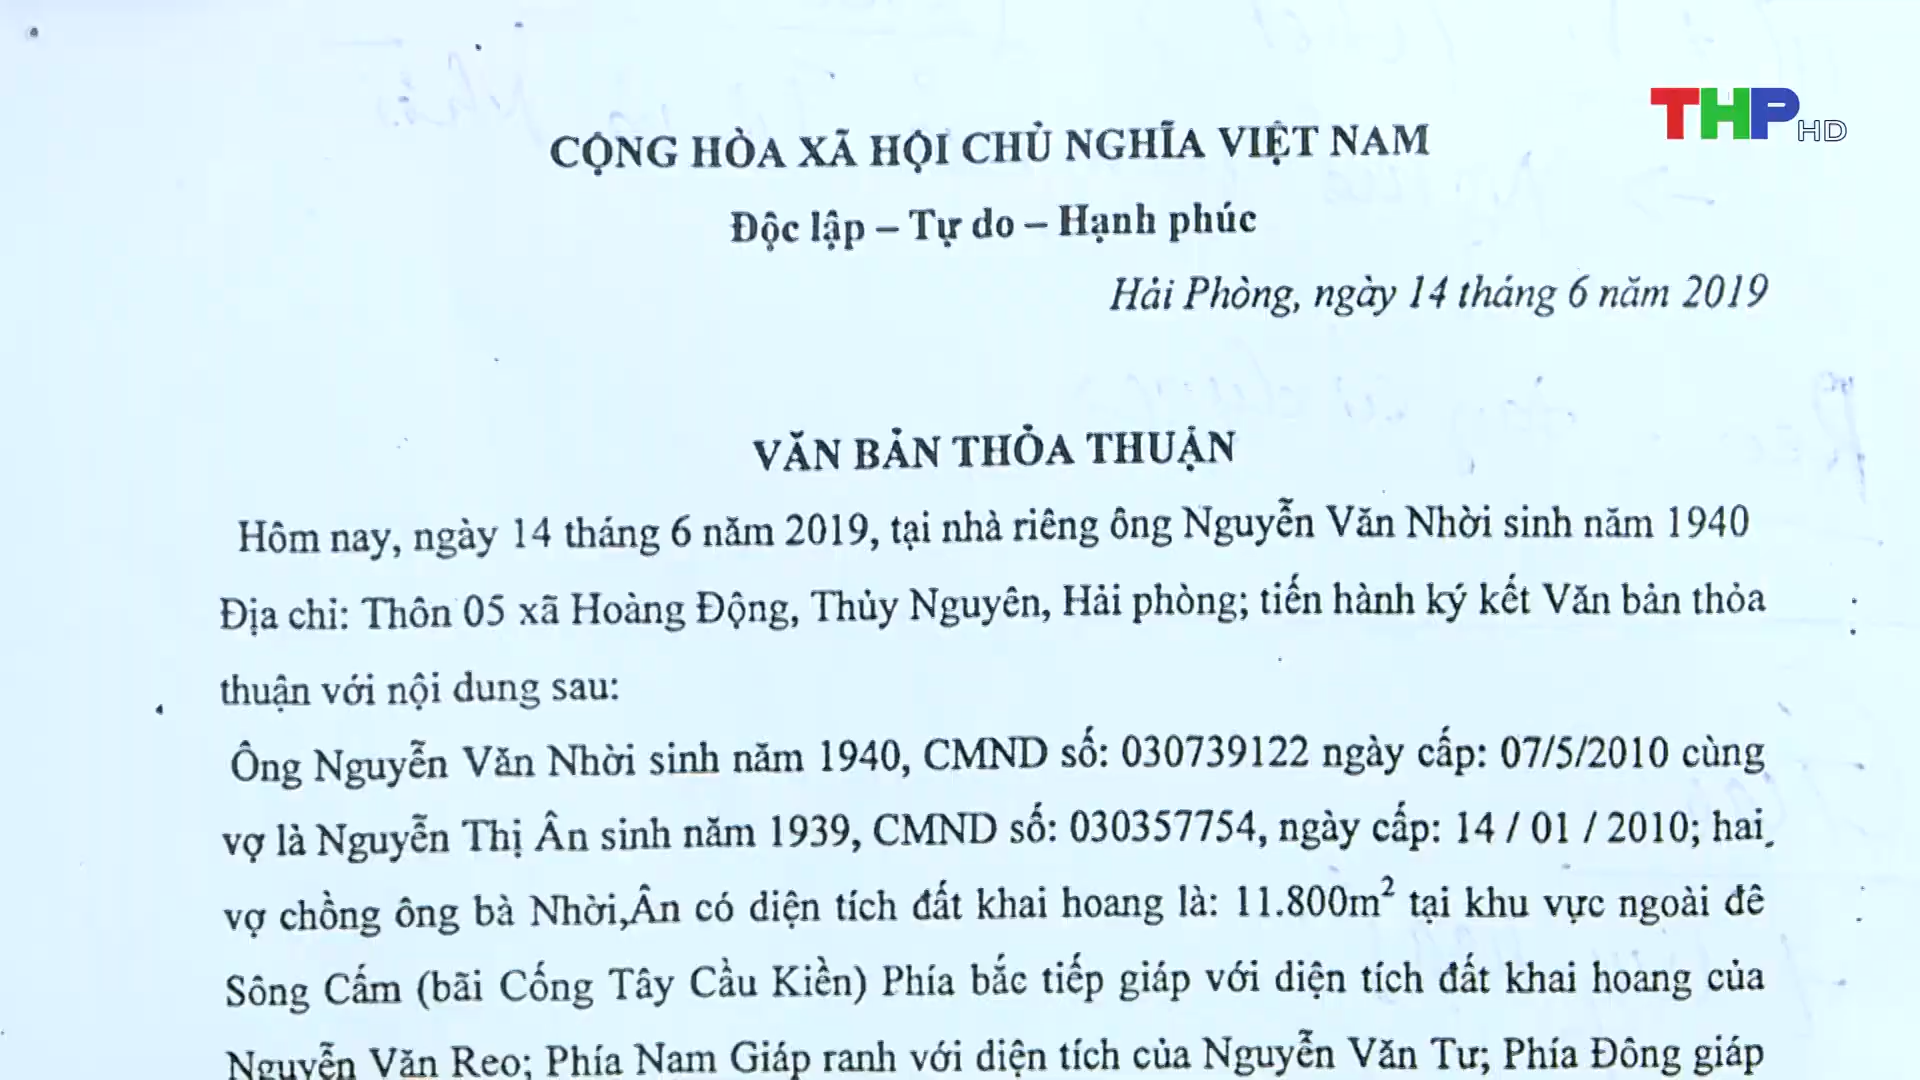 THP HD
CỘNG HÒA XÃ HỘI CHỦ NGHĨA VIỆT NAM
Độc lập – Tự do – Hạnh phúc
Hải Phòng, ngày 14 tháng 6 năm 2019
VĂN BẢN THỎA THUẬN
Hôm nay, ngày 14 tháng 6 năm 2019, tại nhà riêng ông Nguyễn Văn Nhời sinh năm 1940
Địa chỉ: Thôn 05 xã Hoàng Động, Thủy Nguyên, Hải phòng; tiến hành ký kết Văn bản thỏa
thuận với nội dung sau:
Ông Nguyễn Văn Nhời sinh năm 1940, CMND số: 030739122 ngày cấp: 07/5/2010 cùng
vợ là Nguyễn Thị Ân sinh năm 1939, CMND số: 030357754, ngày cấp: 14 / 01 / 2010; hai
vợ chồng ông bà Nhời,Ân có diện tích đất khai hoang là: 11.800m² tại khu vực ngoài đê
Sông Cấm (bãi Cống Tây Cầu Kiền) Phía bắc tiếp giáp với diện tích đất khai hoang của
Nguyễn Văn Reo; Phía Nam Giáp ranh với diện tích của Nguyễn Văn Tư; Phía Đông giáp